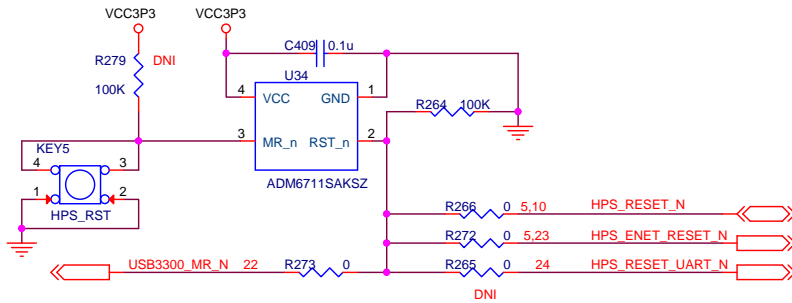 VCC3P3 VCC3P3
C409 0.1u
R279 DNI
100K
U34
4 VCC GND 1
R264 100K
3 MR_n RST_n 2
KEY5
4 3
ADM6711SAKSZ
1 2
HPS_RST
R266 0 5,10 HPS_RESET_N
R272 0 5,23 HPS_ENET_RESET_N
USB3300_MR_N 22 R273 0 R265 0 24 HPS_RESET_UART_N
DNI